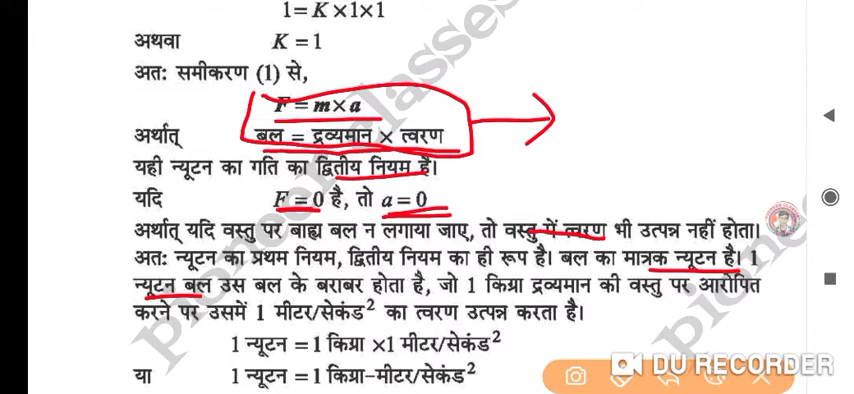 1 = K × 1 × 1
अथवा K = 1
अतः समीकरण (1) से,
F = m × a
अर्थात् बल = द्रव्यमान × त्वरण
यही न्यूटन का गति का द्वितीय नियम है।
यदि F = 0 है, तो a = 0
अर्थात् यदि वस्तु पर बाह्य बल न लगाया जाए, तो वस्तु में त्वरण भी उत्पन्न नहीं होता।
अतः न्यूटन का प्रथम नियम, द्वितीय नियम का ही रूप है। बल का मात्रक न्यूटन है। 1
न्यूटन बल उस बल के बराबर होता है, जो 1 किग्रा द्रव्यमान की वस्तु पर आरोपित
करने पर उसमें 1 मीटर/सेकंड² का त्वरण उत्पन्न करता है।
1 न्यूटन = 1 किग्रा × 1 मीटर/सेकंड²
या 1 न्यूटन = 1 किग्रा–मीटर/सेकंड²
pioneer classes
DU RECORDER